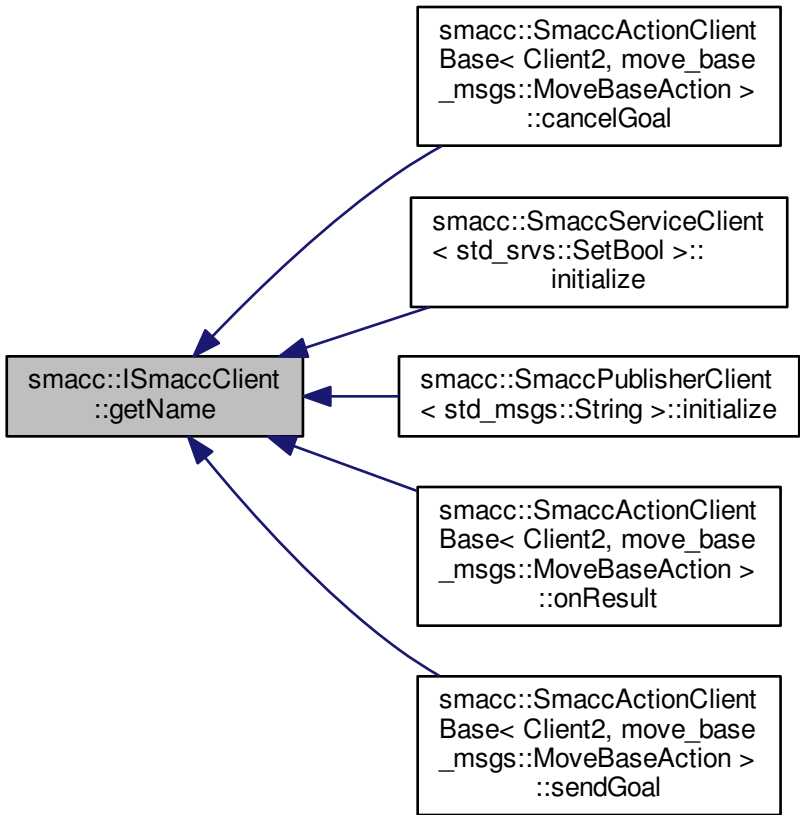 smacc::SmaccActionClient
Base< Client2, move_base
_msgs::MoveBaseAction >
::cancelGoal
smacc::SmaccServiceClient
< std_srvs::SetBool >::
initialize
smacc::ISmaccClient
::getName
smacc::SmaccPublisherClient
< std_msgs::String >::initialize
smacc::SmaccActionClient
Base< Client2, move_base
_msgs::MoveBaseAction >
::onResult
smacc::SmaccActionClient
Base< Client2, move_base
_msgs::MoveBaseAction >
::sendGoal